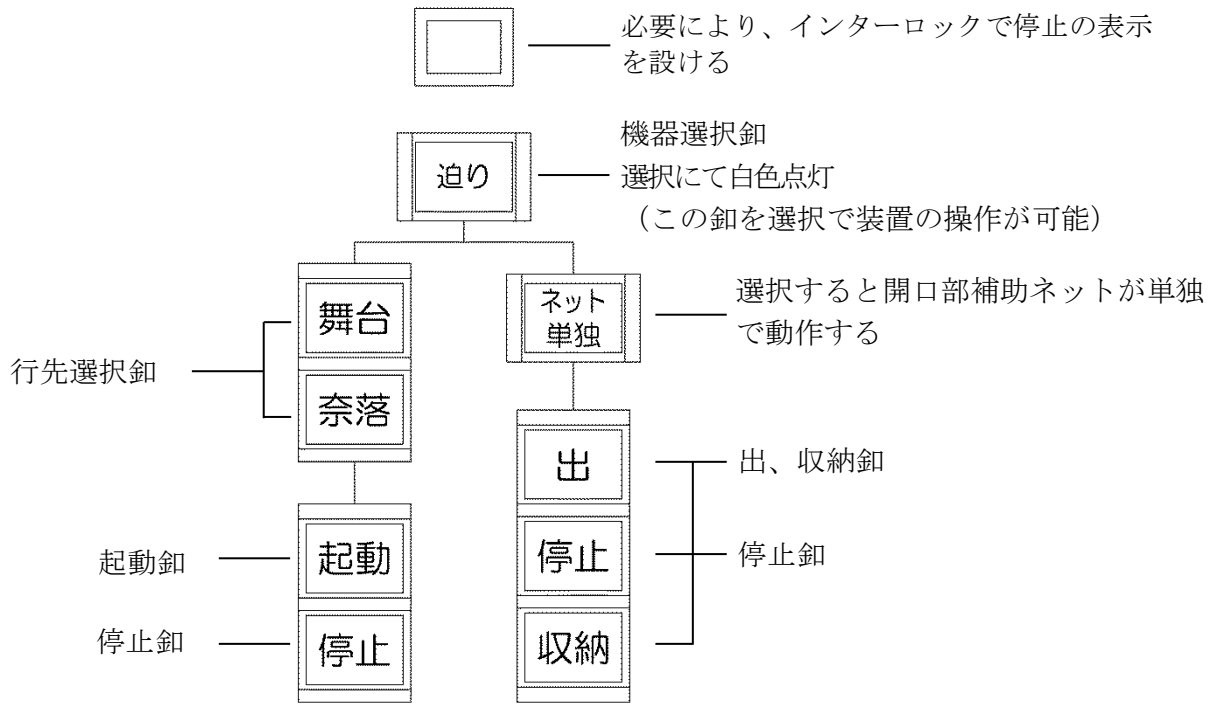 必要により、インターロックで停止の表示
を設ける
迫り
機器選択釦
選択にて白色点灯
（この釦を選択で装置の操作が可能）
舞台
奈落
行先選択釦
ネット
単独
選択すると開口部補助ネットが単独
で動作する
出
出、収納釦
起動釦
起動
停止
停止釦
停止釦
停止
収納